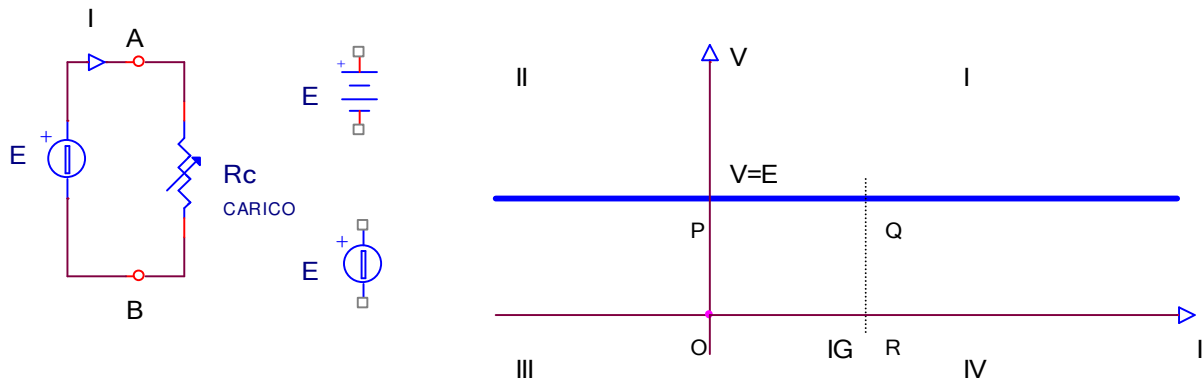 I
A
+
E
Rc
CARICO
B
+
E
+
E
II
V
I
V=E
P
Q
O
IG
R
I
III
IV